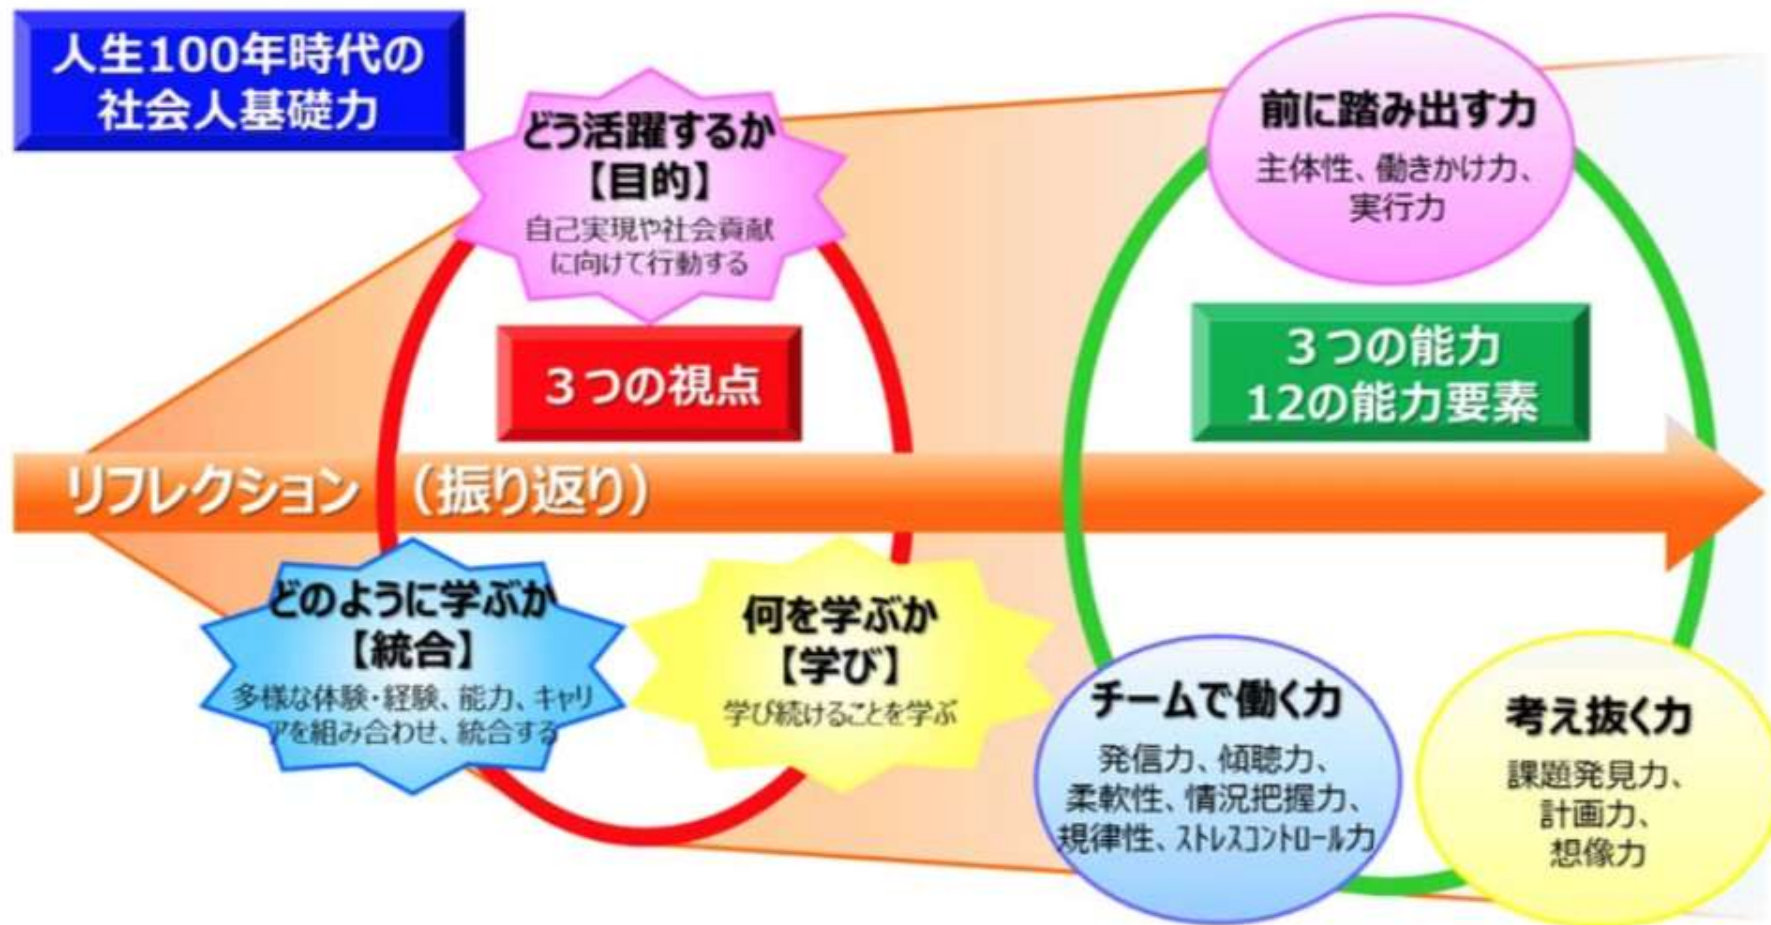 人生100年時代の
社会人基礎力
どう活躍するか
【目的】
自己実現や社会貢献
に向けて行動する
前に踏み出す力
主体性、働きかけ力、
実行力
３つの視点
３つの能力
12の能力要素
リフレクション　（振り返り）
どのように学ぶか
【統合】
多様な体験・経験、能力、キャリ
アを組み合わせ、統合する
何を学ぶか
【学び】
学び続けることを学ぶ
チームで働く力
発信力、傾聴力、
柔軟性、情況把握力、
規律性、ｽﾄﾚｽｺﾝﾄﾛｰﾙ力
考え抜く力
課題発見力、
計画力、
想像力